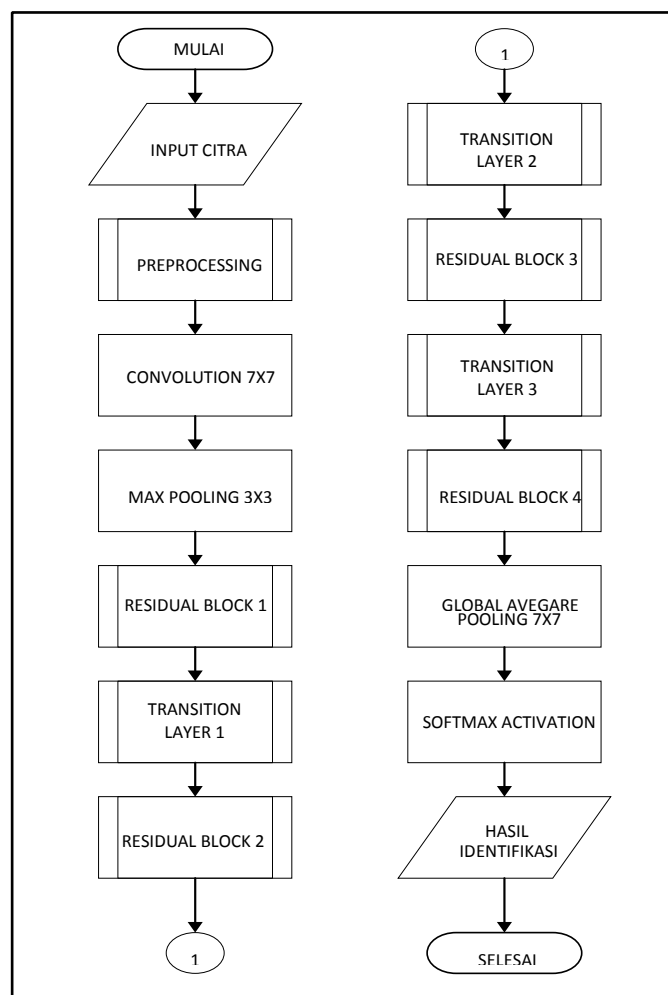 MULAI
INPUT CITRA
PREPROCESSING
CONVOLUTION 7X7
MAX POOLING 3X3
RESIDUAL BLOCK 1
TRANSITION
LAYER 1
RESIDUAL BLOCK 2
1
1
TRANSITION
LAYER 2
RESIDUAL BLOCK 3
TRANSITION
LAYER 3
RESIDUAL BLOCK 4
GLOBAL AVEGARE
POOLING 7X7
SOFTMAX ACTIVATION
HASIL
IDENTIFIKASI
SELESAI